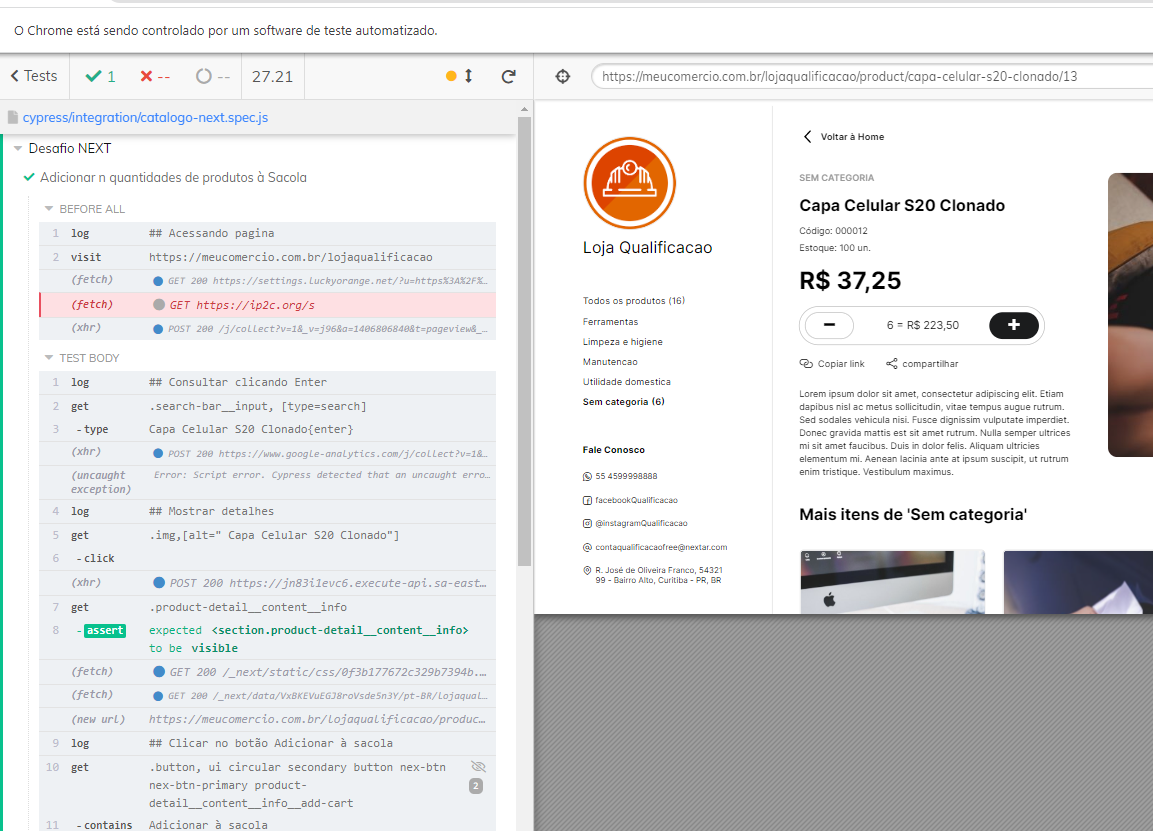 O Chrome está sendo controlado por um software de teste automatizado.
Tests
1
--
--
27.21
https://meucomercio.com.br/lojaqualificacao/product/capa-celular-s20-clonado/13
cypress/integration/catalogo-next.spec.js
Desafio NEXT
Adicionar n quantidades de produtos à Sacola
BEFORE ALL
1 log ## Acessando pagina
2 visit https://meucomercio.com.br/lojaqualificacao
(fetch) GET 200 https://settings.luckyorange.net/?u=https%3A%2F%...
(fetch) GET https://ip2c.org/s
(xhr) POST 200 /j/collect?v=1&_v=j96&a=1406806840&t=pageview&_...
TEST BODY
1 log ## Consultar clicando Enter
2 get .search-bar__input, [type=search]
3 -type Capa Celular S20 Clonado{enter}
(xhr) POST 200 https://www.google-analytics.com/j/collect?v=1&...
(uncaught exception) Error: Script error. Cypress detected that an uncaught erro...
4 log ## Mostrar detalhes
5 get .img,[alt=" Capa Celular S20 Clonado"]
6 -click
(xhr) POST 200 https://jn83i1evc6.execute-api.sa-east...
7 get .product-detail__content__info
8 -assert expected <section.product-detail__content__info>
to be visible
(fetch) GET 200 /_next/static/css/0f3b177672c329b7394b...
(fetch) GET 200 /_next/data/VxBKEVuEGJ8roVsde5n3Y/pt-BR/lojaqual...
(new url) https://meucomercio.com.br/lojaqualificacao/produc...
9 log ## Clicar no botão Adicionar à sacola
10 get .button, ui circular secondary button nex-btn
nex-btn-primary product-
detail__content__info__add-cart
2
11 -contains Adicionar à sacola
Loja Qualificacao
Todos os produtos (16)
Ferramentas
Limpeza e higiene
Manutencao
Utilidade domestica
Sem categoria (6)
Fale Conosco
55 4599998888
facebookQualificacao
@instagramQualificacao
contaqualificacaofree@nextar.com
R. José de Oliveira Franco, 54321
99 - Bairro Alto, Curitiba - PR, BR
Voltar à Home
SEM CATEGORIA
Capa Celular S20 Clonado
Código: 000012
Estoque: 100 un.
R$ 37,25
6 = R$ 223,50
Copiar link
compartilhar
Lorem ipsum dolor sit amet, consectetur adipiscing elit. Etiam
dapibus nisl ac metus sollicitudin, vitae tempus augue rutrum.
Sed sodales vehicula nisi. Fusce dignissim vulputate imperdiet.
Donec gravida mattis est sit amet rutrum. Nulla semper ultrices
mi sit amet faucibus. Duis in dolor felis. Aliquam ultricies
elementum mi. Aenean lacinia ante at ipsum suscipit, ut rutrum
enim tristique. Vestibulum maximus.
Mais itens de 'Sem categoria'